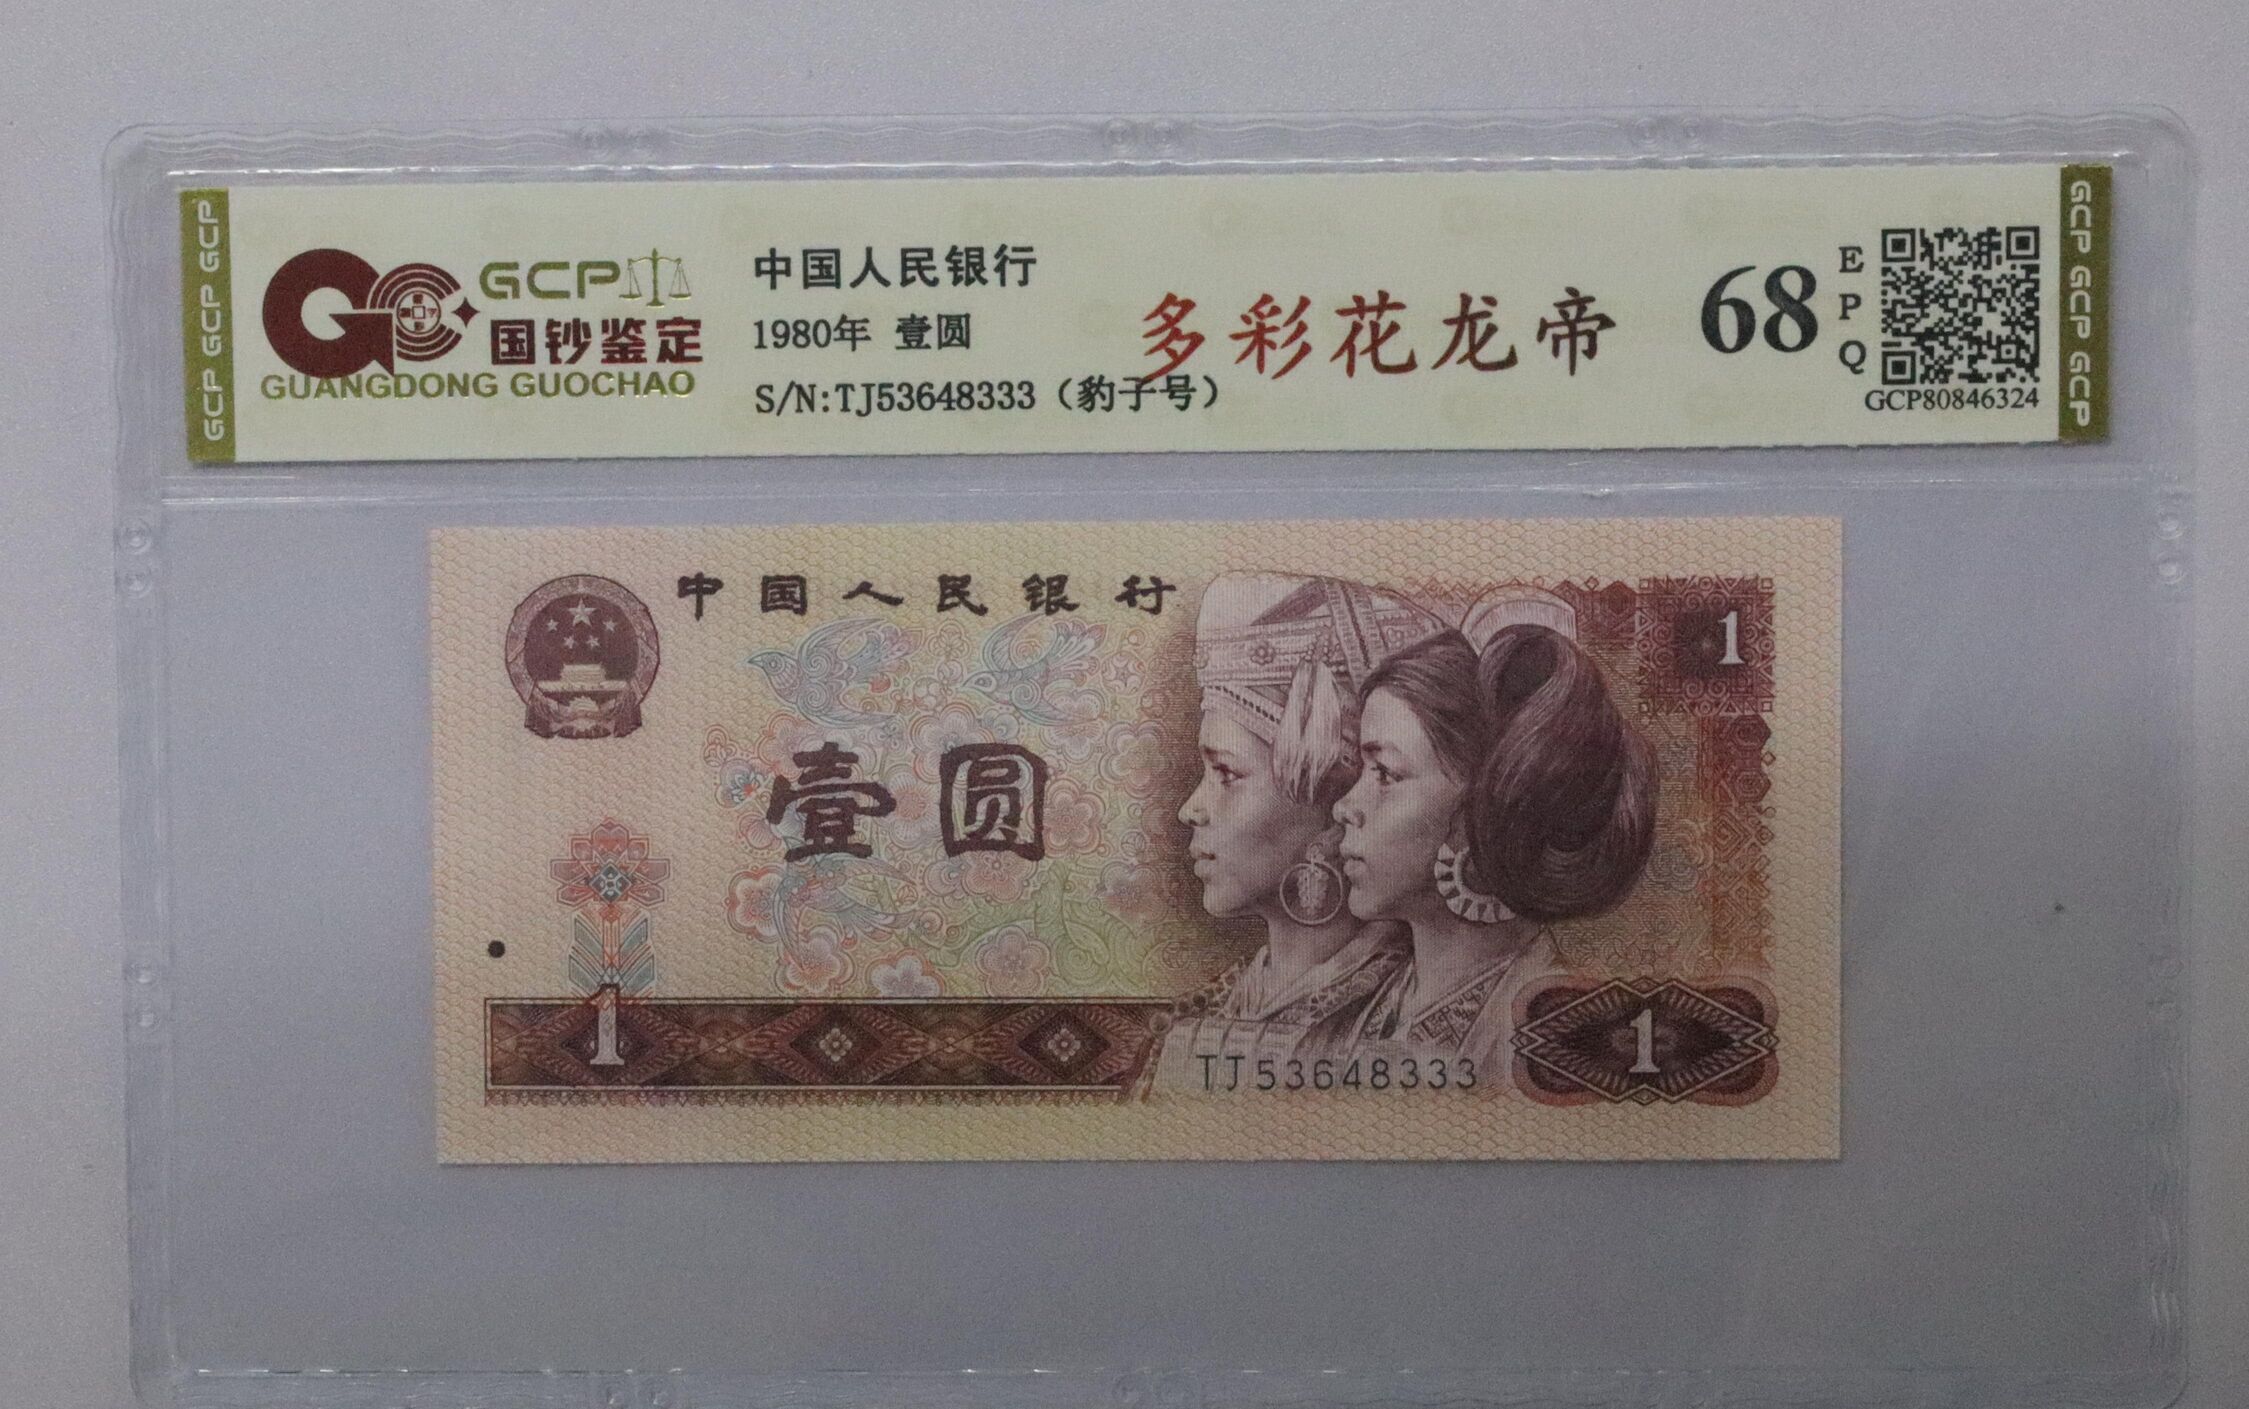 GCP GCP GCP
GCP
国钞鉴定
GUANGDONG GUOCHAO
中国人民银行
1980年 壹圆
S/N:TJ53648333（豹子号）
多彩花龙帝
68
EPQ
GCP80846324
GCP GCP GCP
中国人民银行
1
壹圆
1
1
TJ53648333